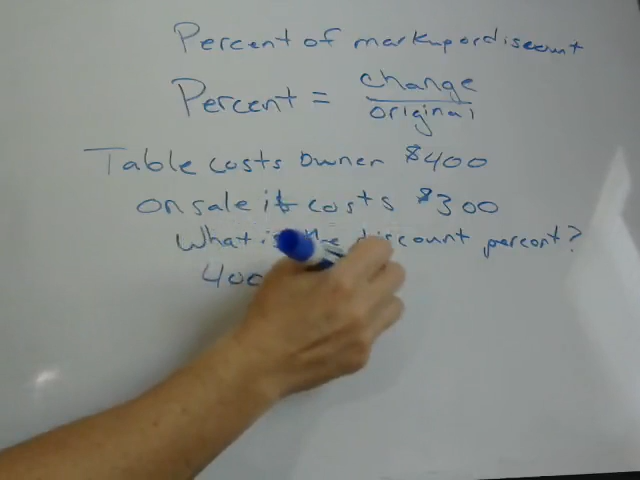 Percent of markup or discount
Percent = change
original
Table costs owner $400
on sale it costs $300
What is the discount percent?
400